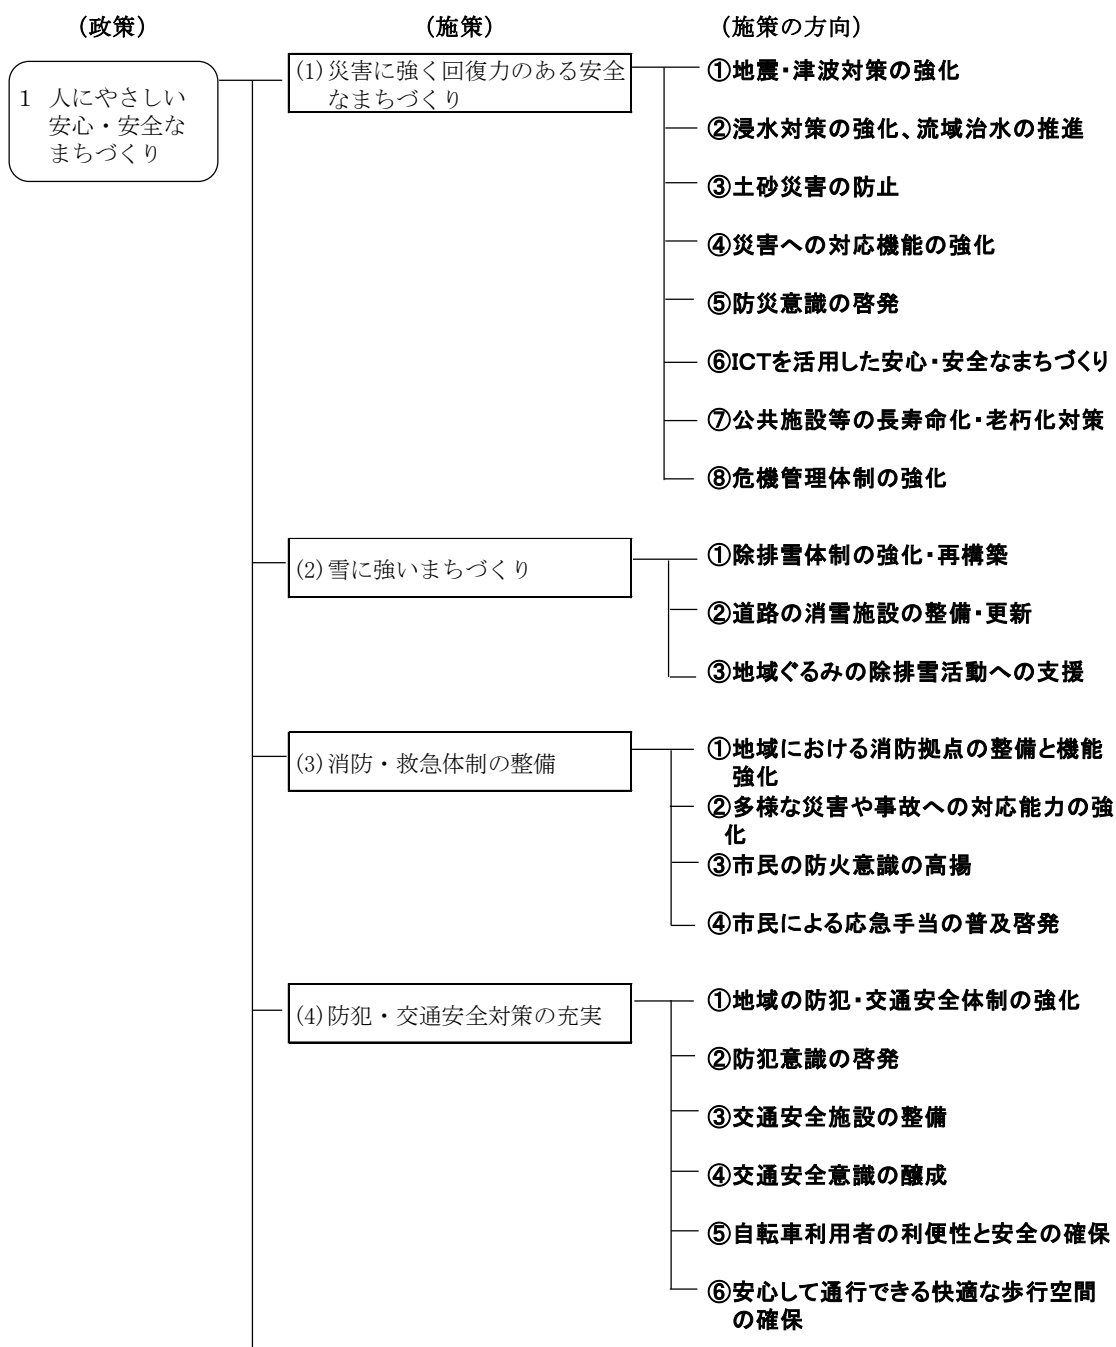 (政策)
(施策)
(施策の方向)
1 人にやさしい
安心・安全な
まちづくり
(1)災害に強く回復力のある安全
なまちづくり
①地震・津波対策の強化
②浸水対策の強化、流域治水の推進
③土砂災害の防止
④災害への対応機能の強化
⑤防災意識の啓発
⑥ICTを活用した安心・安全なまちづくり
⑦公共施設等の長寿命化・老朽化対策
⑧危機管理体制の強化
(2)雪に強いまちづくり
①除排雪体制の強化・再構築
②道路の消雪施設の整備・更新
③地域ぐるみの除排雪活動への支援
(3)消防・救急体制の整備
①地域における消防拠点の整備と機能
強化
②多様な災害や事故への対応能力の強
化
③市民の防火意識の高揚
④市民による応急手当の普及啓発
(4)防犯・交通安全対策の充実
①地域の防犯・交通安全体制の強化
②防犯意識の啓発
③交通安全施設の整備
④交通安全意識の醸成
⑤自転車利用者の利便性と安全の確保
⑥安心して通行できる快適な歩行空間
の確保